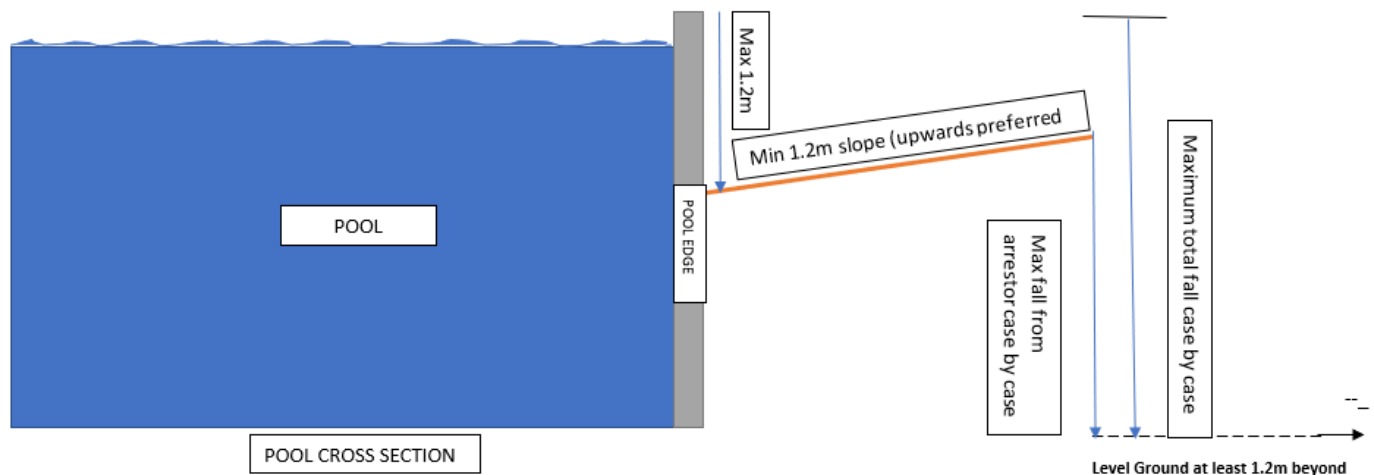 Max 1.2m
Min 1.2m slope (upwards preferred
POOL
POOL EDGE
Max fall from
arrestor case by case
Maximum total fall case by case
POOL CROSS SECTION
Level Ground at least 1.2m beyond